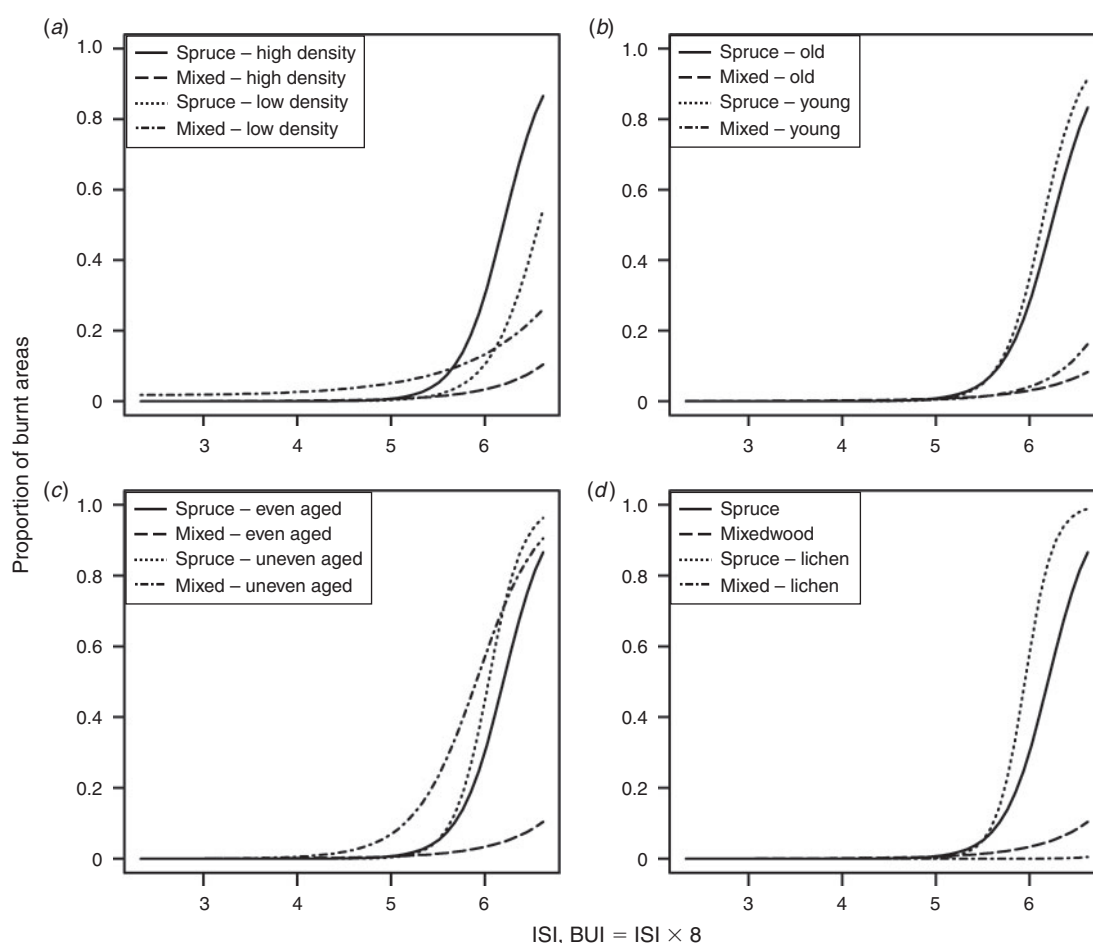 (a)
1.0
0.8
0.6
0.4
0.2
0
Spruce – high density
Mixed – high density
Spruce – low density
Mixed – low density
3 4 5 6
(b)
1.0
0.8
0.6
0.4
0.2
0
Spruce – old
Mixed – old
Spruce – young
Mixed – young
3 4 5 6
Proportion of burnt areas
(c)
1.0
0.8
0.6
0.4
0.2
0
Spruce – even aged
Mixed – even aged
Spruce – uneven aged
Mixed – uneven aged
3 4 5 6
(d)
1.0
0.8
0.6
0.4
0.2
0
Spruce
Mixedwood
Spruce – lichen
Mixed – lichen
3 4 5 6
ISI, BUI = ISI × 8